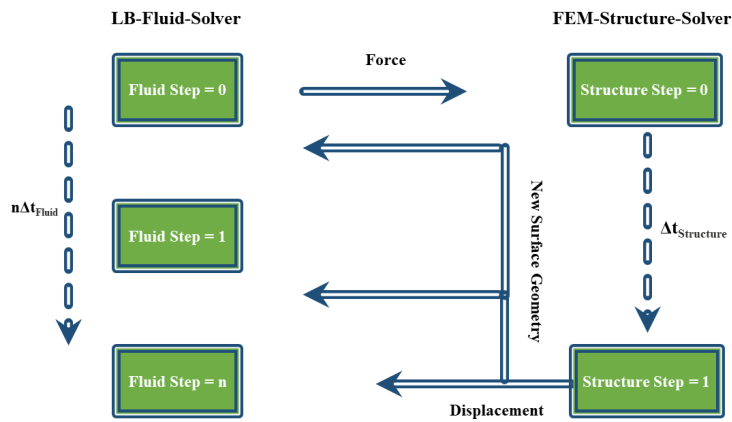 LB-Fluid-Solver
FEM-Structure-Solver
Force
Fluid Step = 0
Structure Step = 0
nΔtFluid
Fluid Step = 1
New Surface Geometry
ΔtStructure
Fluid Step = n
Structure Step = 1
Displacement